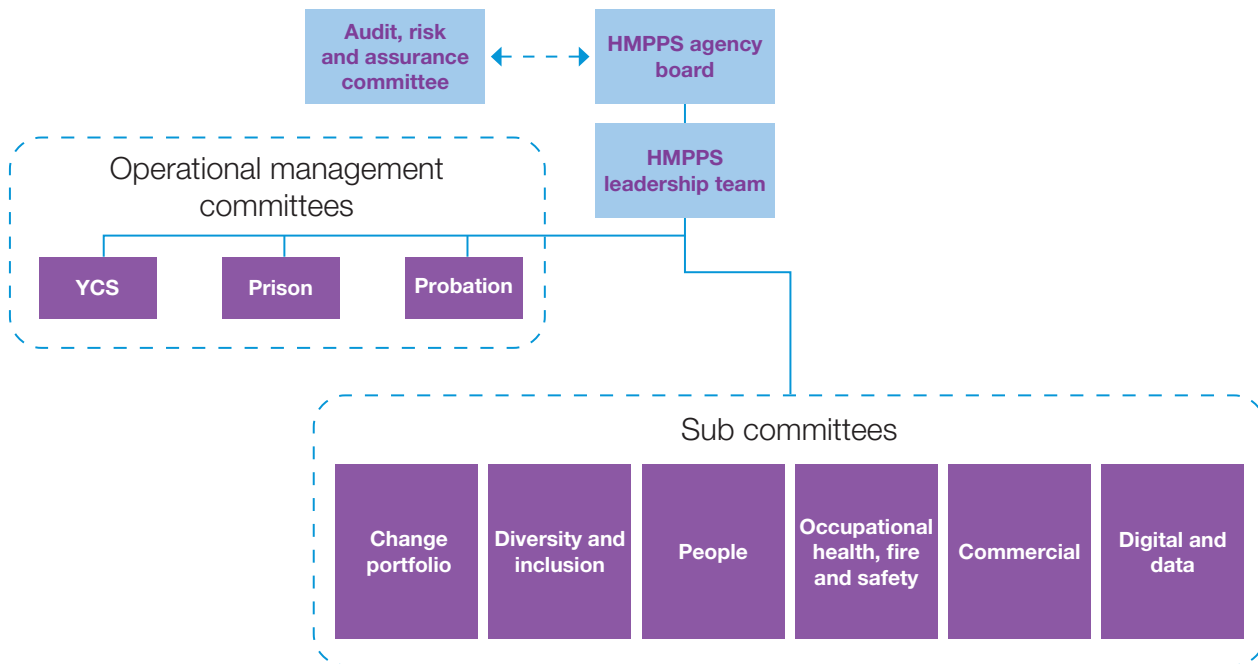 Audit, risk
and assurance
committee
HMPPS agency
board
HMPPS
leadership team
Operational management
committees
YCS
Prison
Probation
Sub committees
Change
portfolio
Diversity and
inclusion
People
Occupational
health, fire
and safety
Commercial
Digital and
data